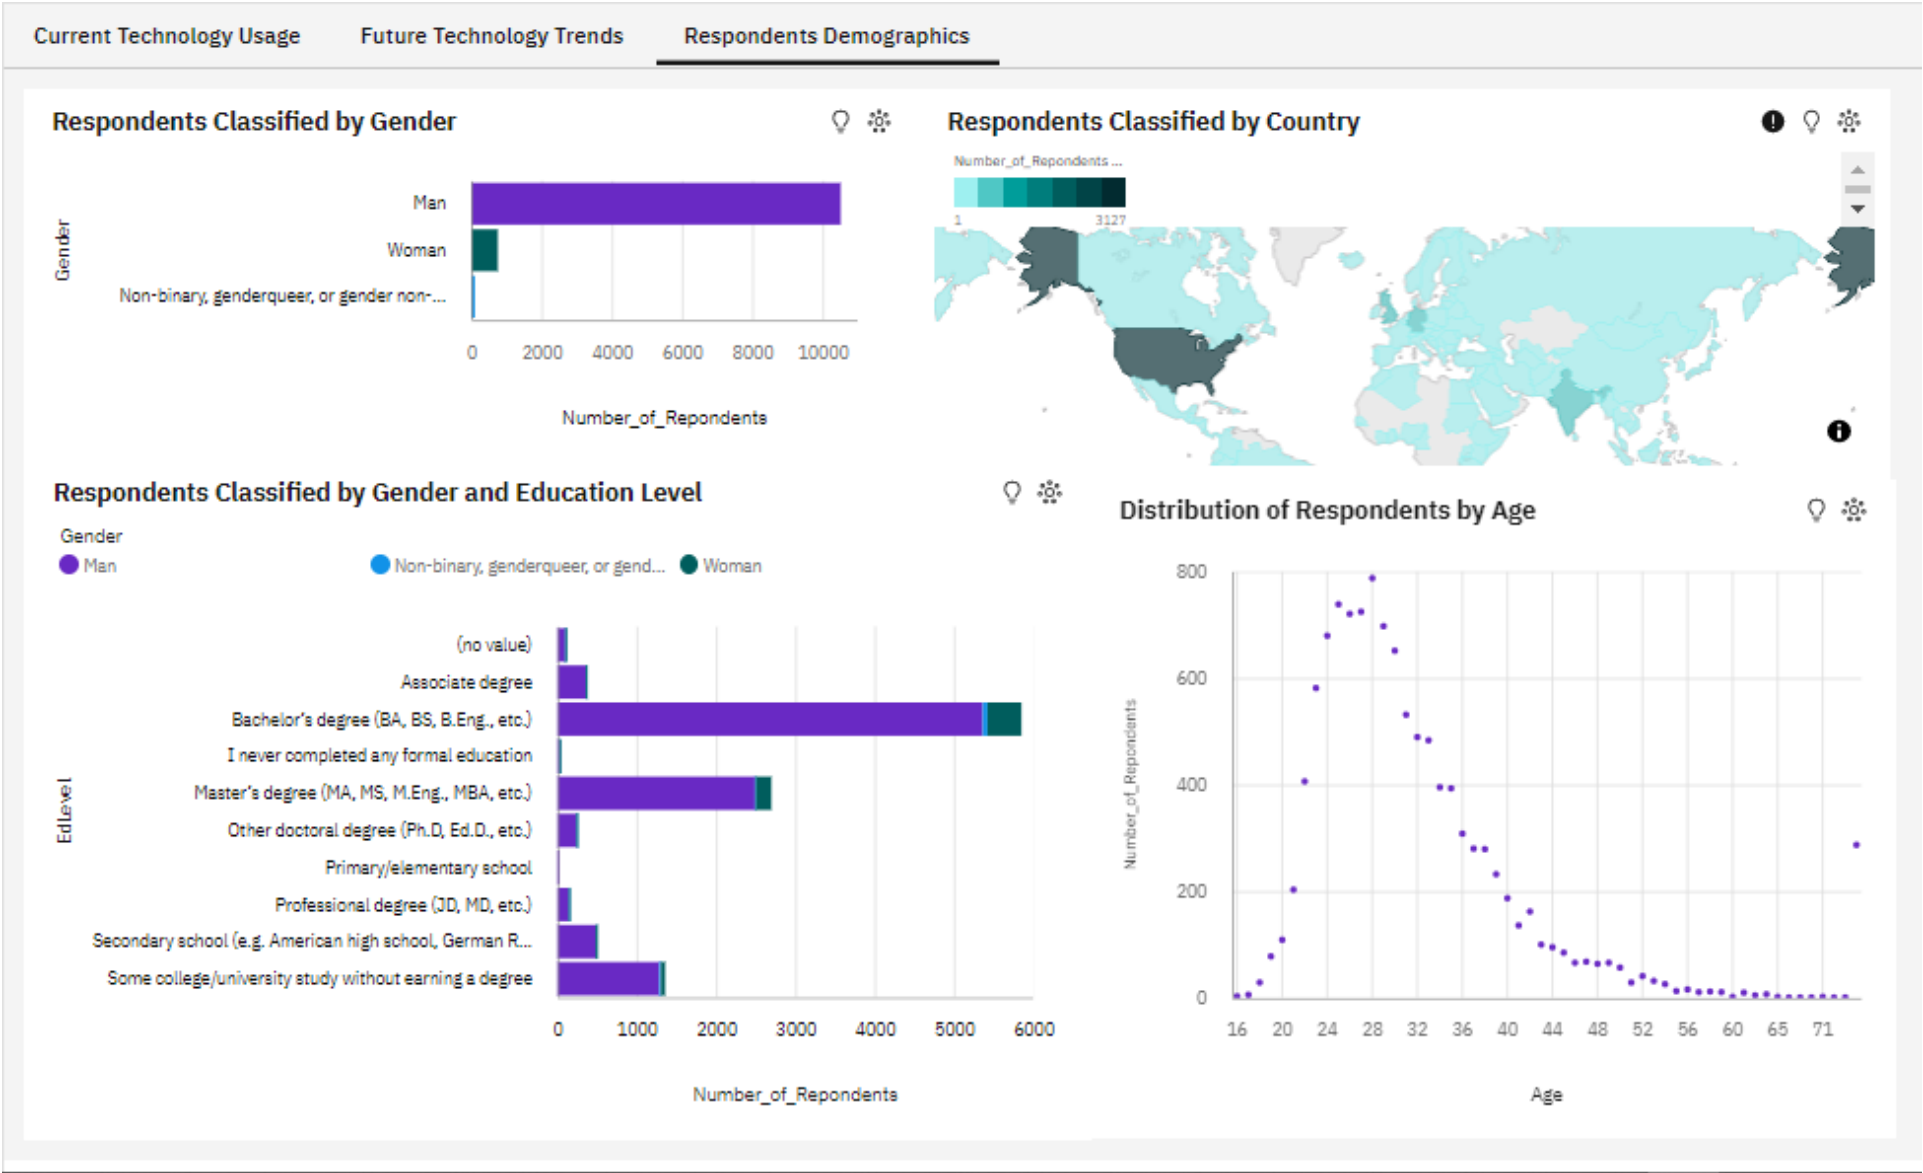 Current Technology Usage Future Technology Trends Respondents Demographics
Respondents Classified by Gender
Gender
Man
Woman
Non-binary, genderqueer, or gender non-...
0 2000 4000 6000 8000 10000
Number_of_Repondents
Respondents Classified by Country
Number_of_Repondents ...
1 3127
Respondents Classified by Gender and Education Level
Gender
Man Non-binary, genderqueer, or gend... Woman
EdLevel
(no value)
Associate degree
Bachelor's degree (BA, BS, B.Eng., etc.)
I never completed any formal education
Master's degree (MA, MS, M.Eng., MBA, etc.)
Other doctoral degree (Ph.D, Ed.D., etc.)
Primary/elementary school
Professional degree (JD, MD, etc.)
Secondary school (e.g. American high school, German R...
Some college/university study without earning a degree
0 1000 2000 3000 4000 5000 6000
Number_of_Repondents
Distribution of Respondents by Age
Number_of_Repondents
800
600
400
200
0
16 20 24 28 32 36 40 44 48 52 56 60 65 71
Age